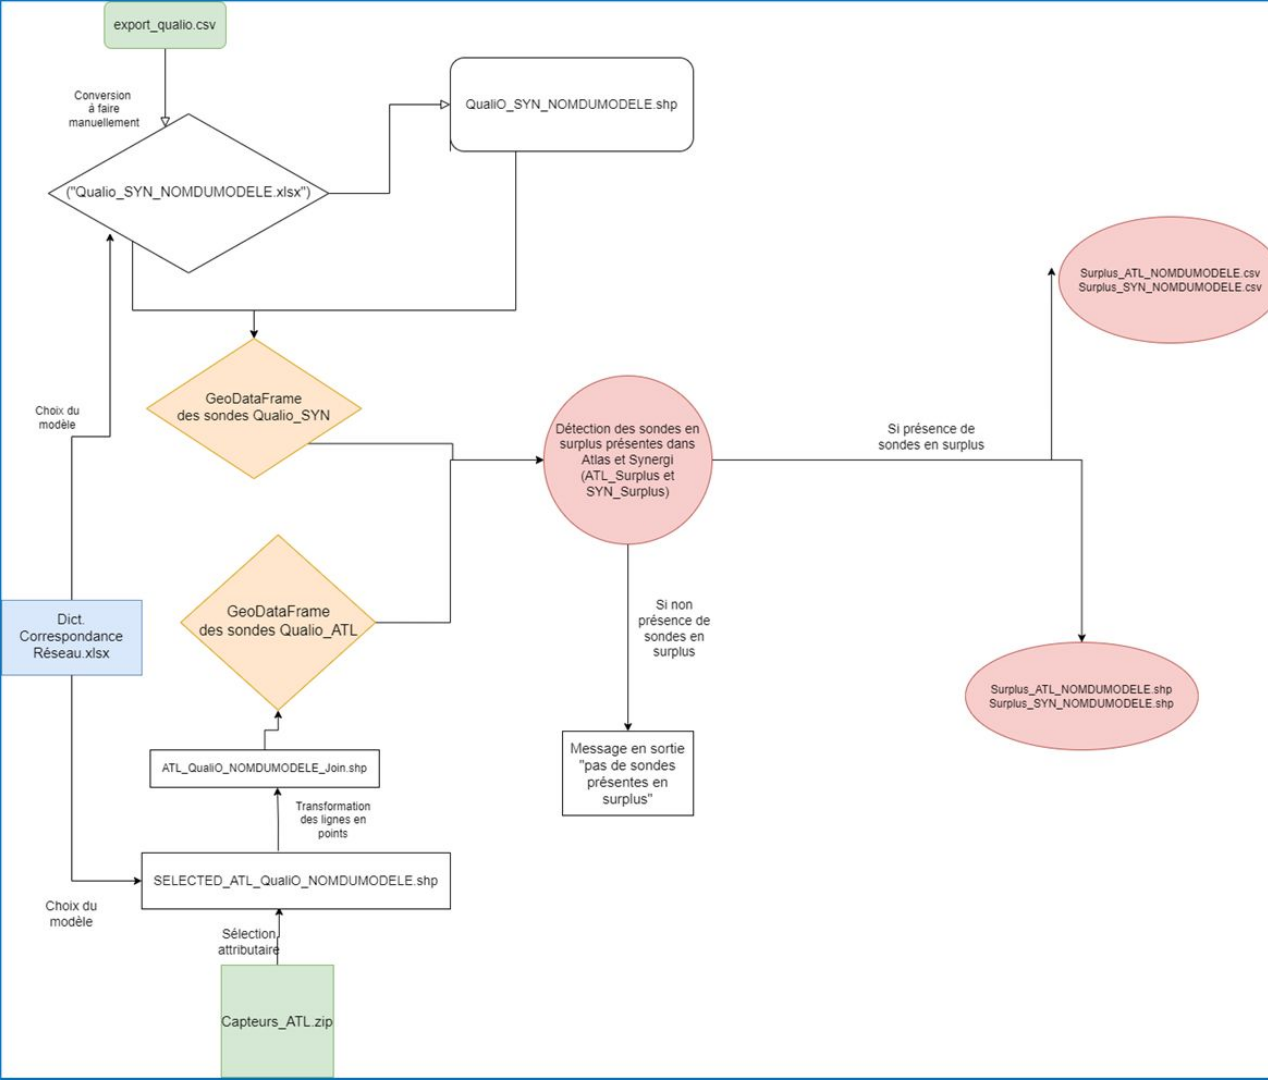 export_qualio.csv
Conversion
à faire
manuellement
QualiO_SYN_NOMDUMODELE.shp
("Qualio_SYN_NOMDUMODELE.xlsx")
Surplus_ATL_NOMDUMODELE.csv
Surplus_SYN_NOMDUMODELE.csv
GeoDataFrame
des sondes Qualio_SYN
Choix du
modèle
Détection des sondes en
surplus présentes dans
Atlas et Synergi
(ATL_Surplus et
SYN_Surplus)
Si présence de
sondes en surplus
GeoDataFrame
des sondes Qualio_ATL
Dict.
Correspondance
Réseau.xlsx
Si non
présence de
sondes en
surplus
Surplus_ATL_NOMDUMODELE.shp
Surplus_SYN_NOMDUMODELE.shp
ATL_QualiO_NOMDUMODELE_Join.shp
Message en sortie
"pas de sondes
présentes en
surplus"
Transformation
des lignes en
points
SELECTED_ATL_QualiO_NOMDUMODELE.shp
Choix du
modèle
Sélection
attributaire
Capteurs_ATL.zip